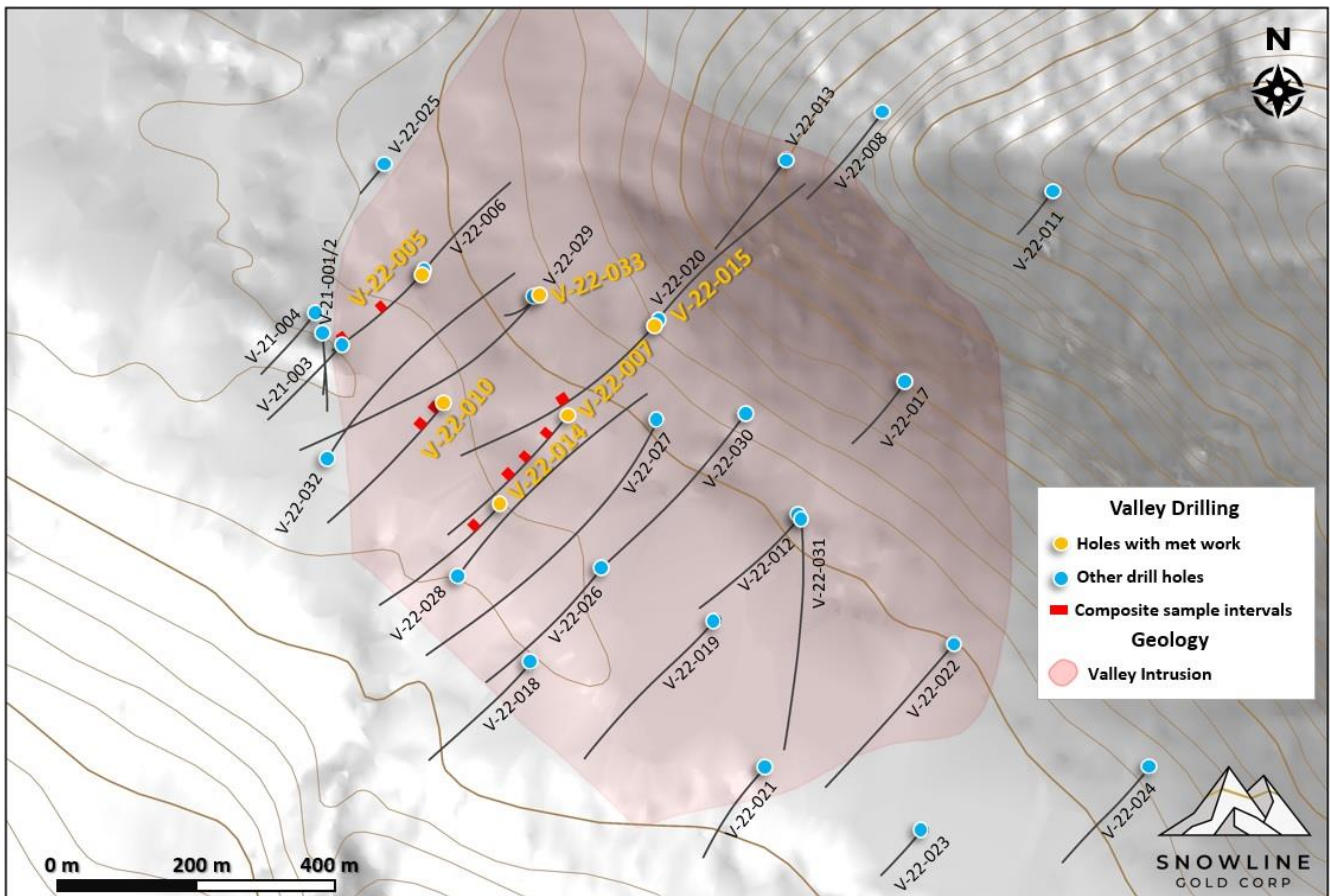 N
V-22-013
V-22-025
V-22-008
V-22-006
V-22-011
V-22-029
V-22-005
V-21-001/2
V-22-033
V-22-020
V-22-015
V-21-004
V-21-003
V-22-007
V-22-010
V-22-017
V-22-014
V-22-027
V-22-030
V-22-032
V-22-012
V-22-031
V-22-028
V-22-026
V-22-019
V-22-022
V-22-018
V-22-021
V-22-024
V-22-023
Valley Drilling
Holes with met work
Other drill holes
Composite sample intervals
Geology
Valley Intrusion
0 m 200 m 400 m
SNOWLINE
GOLD CORP